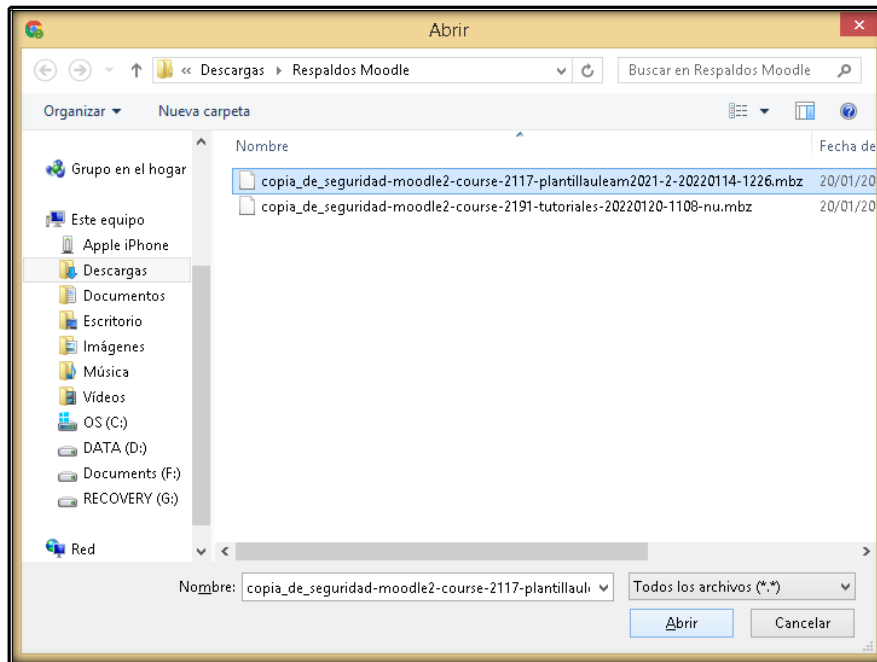 Abrir
« Descargas Respaldos Moodle
Buscar en Respaldos Moodle
Organizar
Nueva carpeta
Nombre
Fecha de
Grupo en el hogar
copia_de_seguridad-moodle2-course-2117-plantillauleam2021-2-20220114-1226.mbz 20/01/20
copia_de_seguridad-moodle2-course-2191-tutoriales-20220120-1108-nu.mbz 20/01/20
Este equipo
Apple iPhone
Descargas
Documentos
Escritorio
Imágenes
Música
Vídeos
OS (C:)
DATA (D:)
Documents (F:)
RECOVERY (G:)
Red
Nombre: copia_de_seguridad-moodle2-course-2117-plantillaul
Todos los archivos (*.*)
Abrir
Cancelar